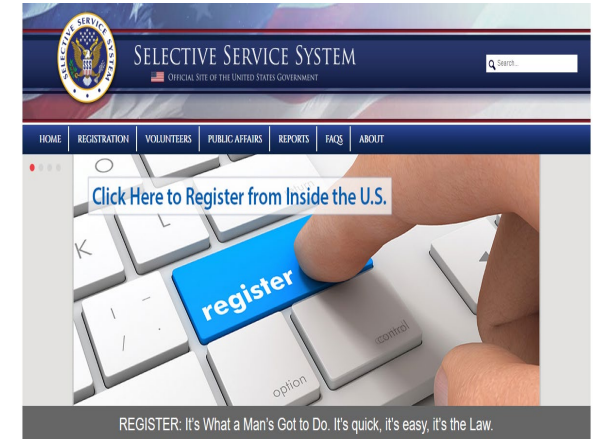 SELECTIVE SERVICE SYSTEM
SELECTIVE SERVICE SYSTEM
OFFICIAL SITE OF THE UNITED STATES GOVERNMENT
Search...
HOME REGISTRATION VOLUNTEERS PUBLIC AFFAIRS REPORTS FAQS ABOUT
Click Here to Register from Inside the U.S.
K
L
register
control
option
REGISTER: It's What a Man's Got to Do. It's quick, it's easy, it's the Law.